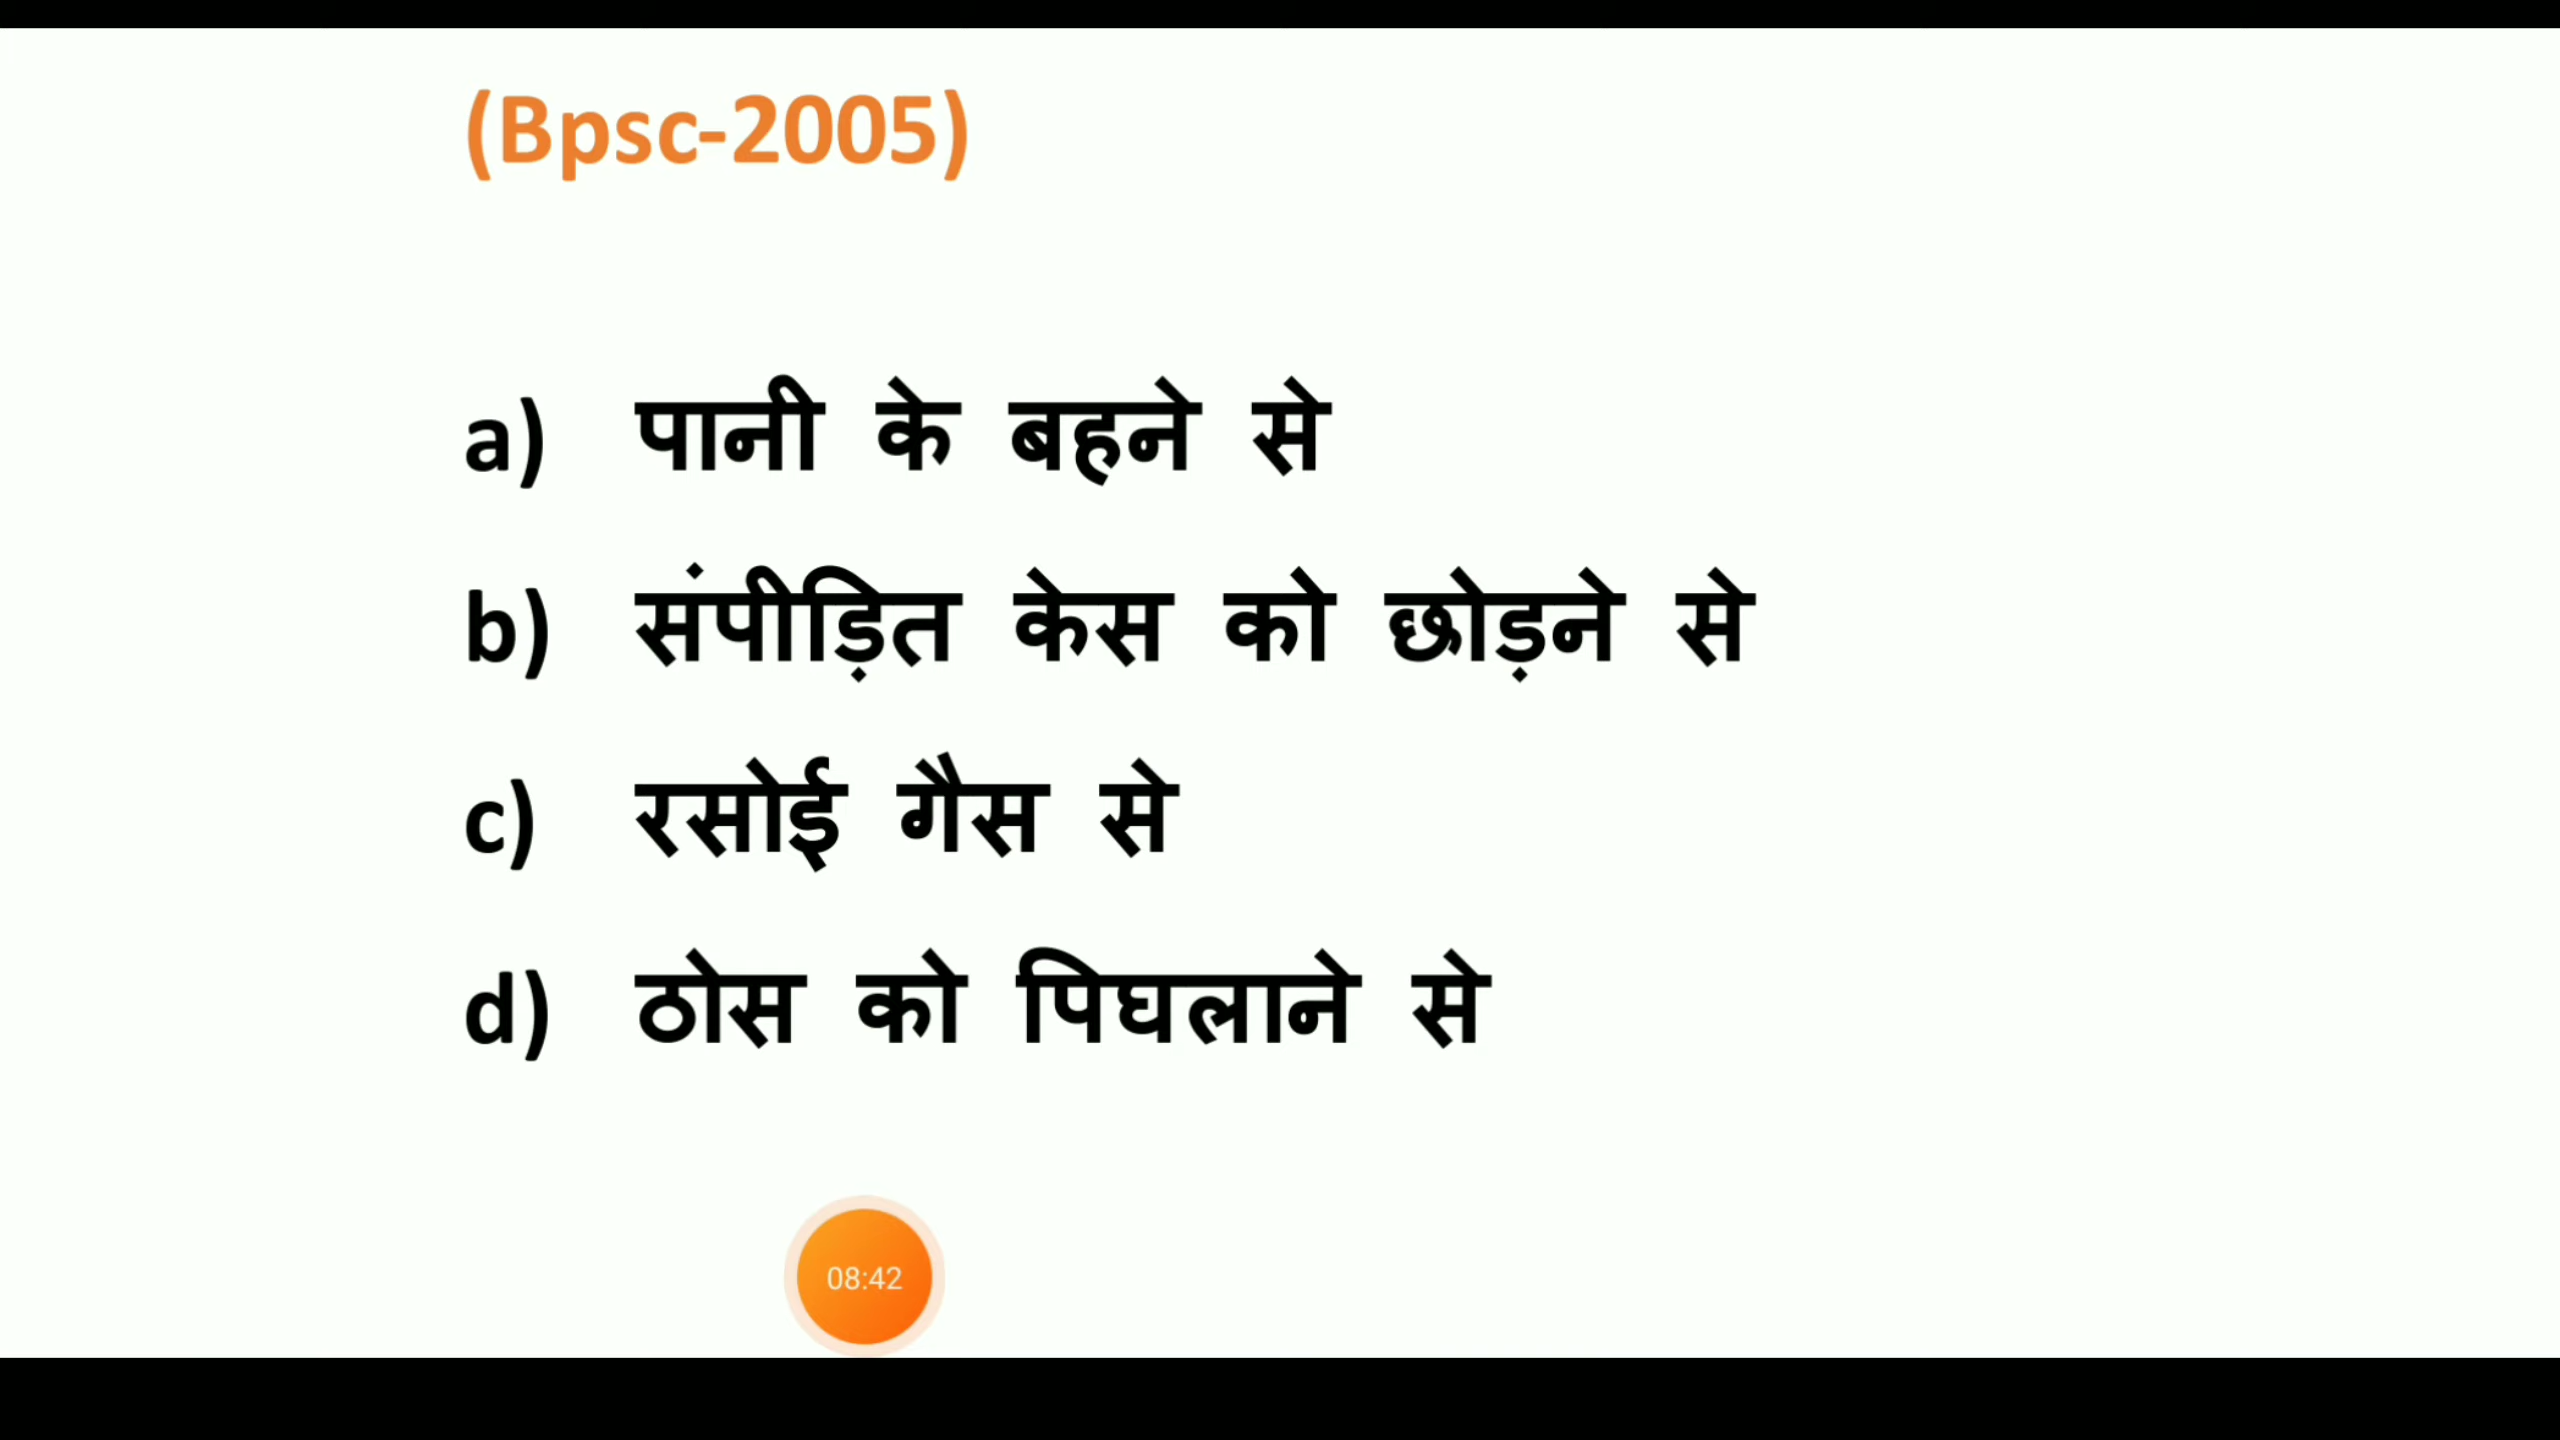 (Bpsc-2005)
a) पानी के बहने से
b) संपीड़ित केस को छोड़ने से
c) रसोई गैस से
d) ठोस को पिघलाने से
08:42